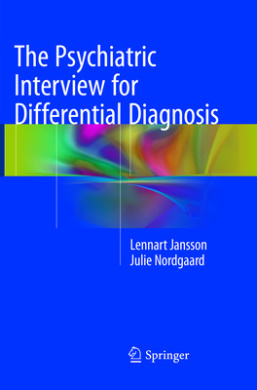 The Psychiatric
Interview for
Differential Diagnosis
Lennart Jansson
Julie Nordgaard
Springer